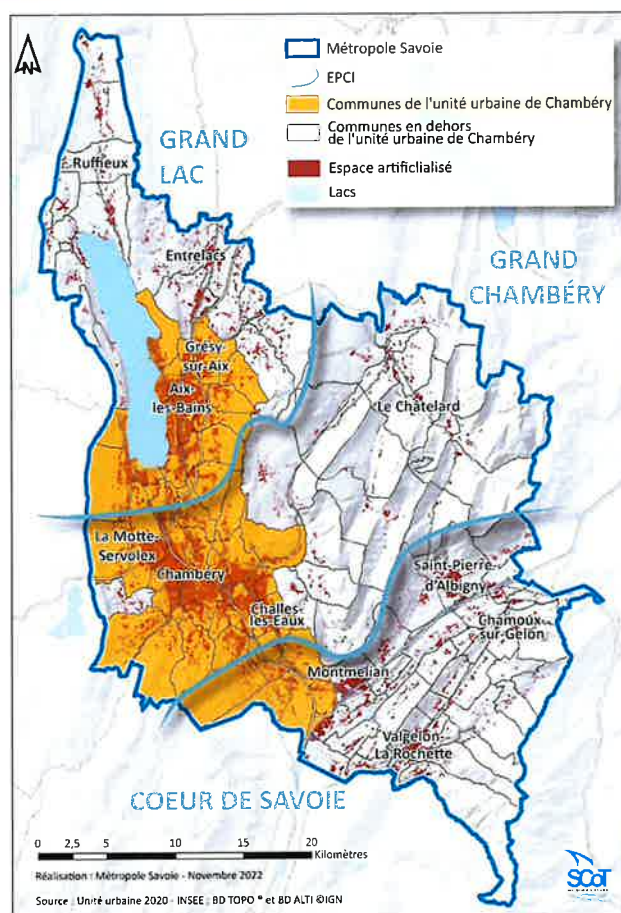 N
Métropole Savoie
EPCI
Communes de l'unité urbaine de Chambéry
Communes en dehors
de l'unité urbaine de Chambéry
Espace artificlialisé
Lacs
GRAND
LAC
Ruffieux
Entrelacs
GRAND
CHAMBÉRY
Grésy-
sur-Aix
Aix-
les-Bains
Le Châtelard
La Motte-
Servolex
Chambéry
Saint-Pierre
d'Albigny
Challes-
les-Eaux
Chamoux-
sur-Gelon
Montmelian
Valgelon-
La Rochette
COEUR DE SAVOIE
0 2,5 5 10 15 20
Kilomètres
Réalisation : Métropole Savoie - Novembre 2022
Source : Unité urbaine 2020 - INSEE ; BD TOPO ® et BD ALTI ©IGN
SCoT